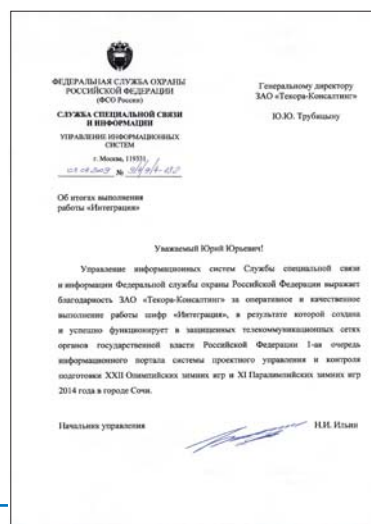 ФЕДЕРАЛЬНАЯ СЛУЖБА ОХРАНЫ
РОССИЙСКОЙ ФЕДЕРАЦИИ
(ФСО России)
СЛУЖБА СПЕЦИАЛЬНОЙ СВЯЗИ
И ИНФОРМАЦИИ
УПРАВЛЕНИЕ ИНФОРМАЦИОННЫХ
СИСТЕМ
г. Москва, 119331,
№
Генеральному директору
ЗАО «Текора-Консалтинг»
Ю.Ю. Трубицыну
Об итогах выполнения
работы «Интеграция»
Уважаемый Юрий Юрьевич!
Управление информационных систем Службы специальной связи
и информации Федеральной службы охраны Российской Федерации выражает
благодарность ЗАО «Текора-Консалтинг» за оперативное и качественное
выполнение работы шифр «Интеграция», в результате которой создана
и успешно функционирует в защищенных телекоммуникационных сетях
органов государственной власти Российской Федерации 1-ая очередь
информационного портала системы проектного управления и контроля
подготовки XXII Олимпийских зимних игр и XI Паралимпийских зимних игр
2014 года в городе Сочи.
Начальник управления
Н.И. Ильин